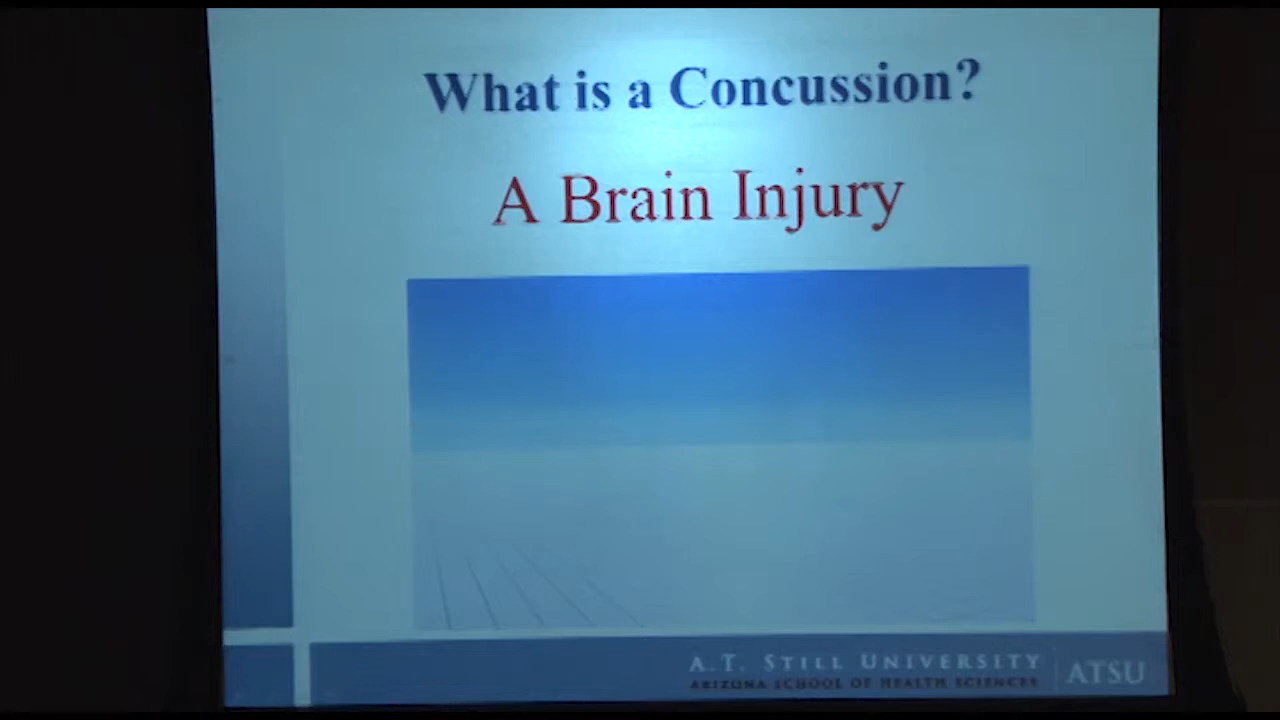 What is a Concussion?
A Brain Injury
A.T. STILL UNIVERSITY
ARIZONA SCHOOL OF HEALTH SCIENCES
ATSU